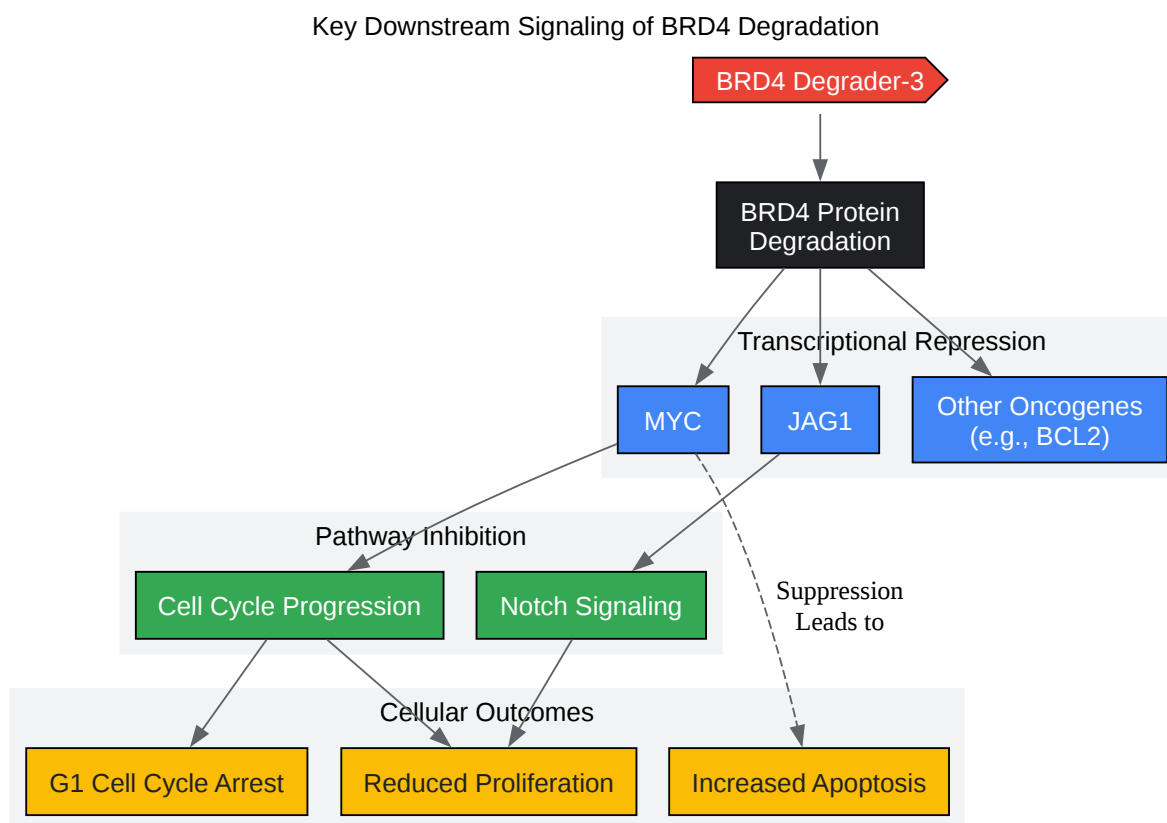 Key Downstream Signaling of BRD4 Degradation
BRD4 Degrader-3
BRD4 Protein
Degradation
Transcriptional Repression
MYC
JAG1
Other Oncogenes
(e.g., BCL2)
Pathway Inhibition
Cell Cycle Progression
Notch Signaling
Suppression
Leads to
Cellular Outcomes
G1 Cell Cycle Arrest
Reduced Proliferation
Increased Apoptosis